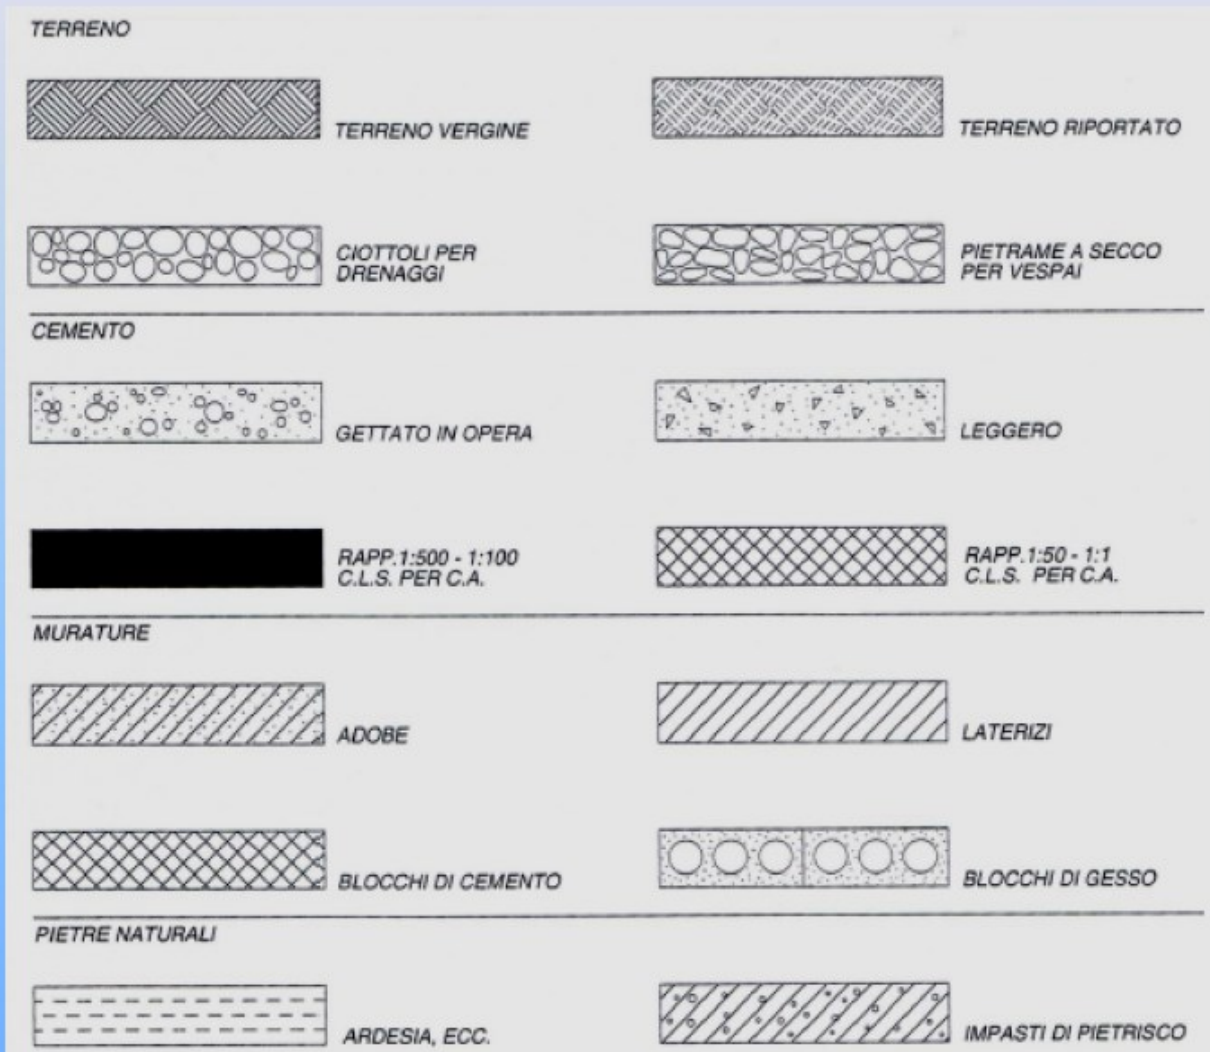 TERRENO
TERRENO VERGINE
TERRENO RIPORTATO
CIOTTOLI PER
DRENAGGI
PIETRAME A SECCO
PER VESPAI
CEMENTO
GETTATO IN OPERA
LEGGERO
RAPP.1:500 - 1:100
C.L.S. PER C.A.
RAPP.1:50 - 1:1
C.L.S. PER C.A.
MURATURE
ADOBE
LATERIZI
BLOCCHI DI CEMENTO
BLOCCHI DI GESSO
PIETRE NATURALI
ARDESIA, ECC.
IMPASTI DI PIETRISCO